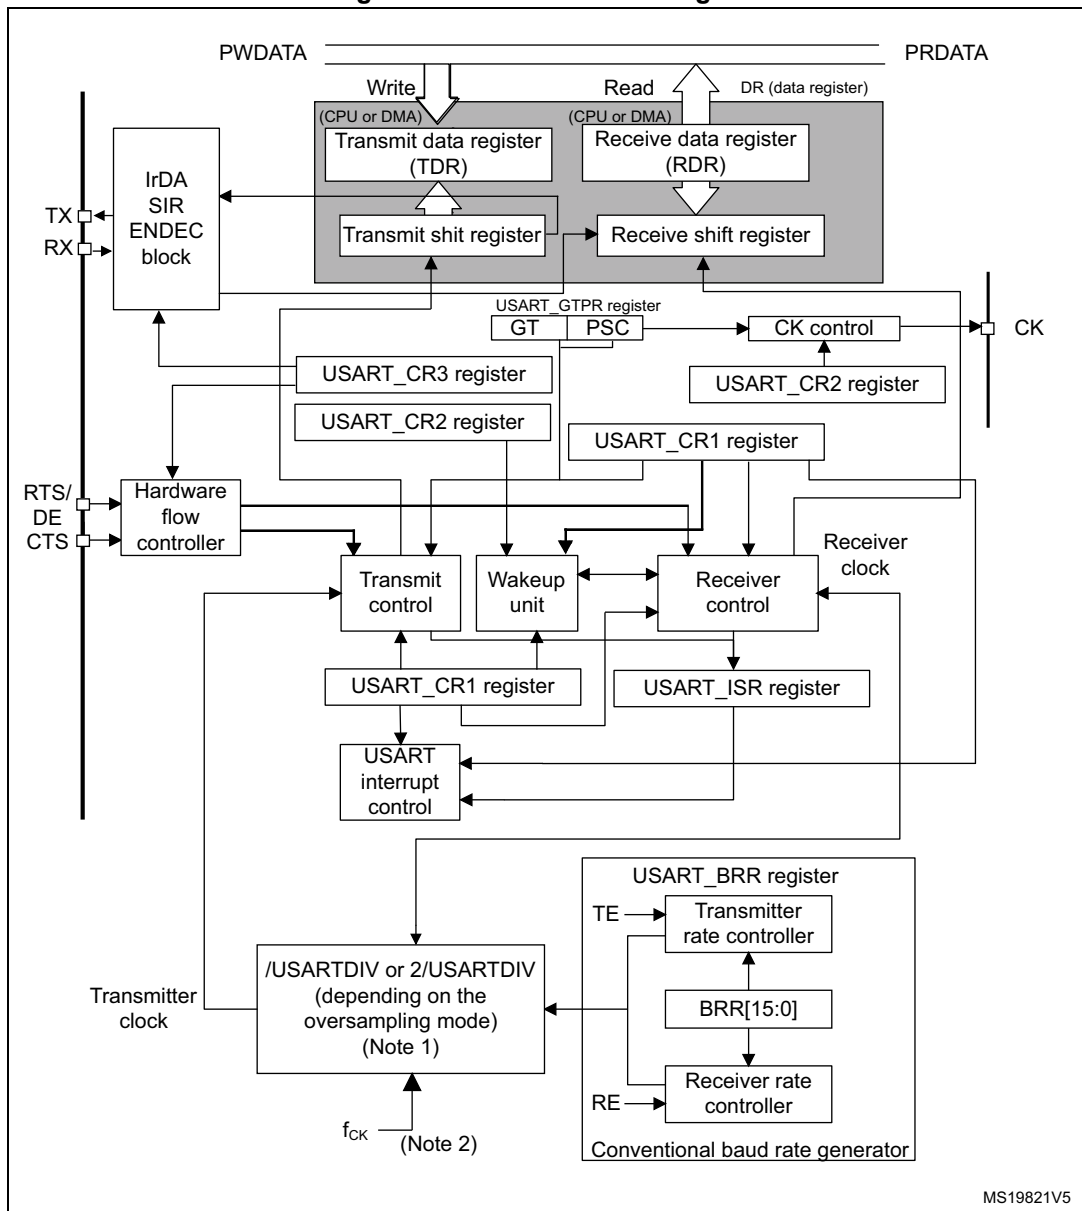 PWDATA
PRDATA
Write
Read
DR (data register)
(CPU or DMA)
(CPU or DMA)
Transmit data register
(TDR)
Receive data register
(RDR)
IrDA
SIR
ENDEC
block
TX
RX
Transmit shit register
Receive shift register
USART_GTPR register
GT
PSC
CK control
CK
USART_CR3 register
USART_CR2 register
USART_CR2 register
USART_CR1 register
RTS/
DE
CTS
Hardware
flow
controller
Transmit
control
Wakeup
unit
Receiver
control
Receiver
clock
USART_CR1 register
USART_ISR register
USART
interrupt
control
USART_BRR register
TE
Transmitter
rate controller
/USARTDIV or 2/USARTDIV
(depending on the
oversampling mode)
(Note 1)
Transmitter
clock
BRR[15:0]
RE
Receiver rate
controller
fCK
(Note 2)
Conventional baud rate generator
MS19821V5